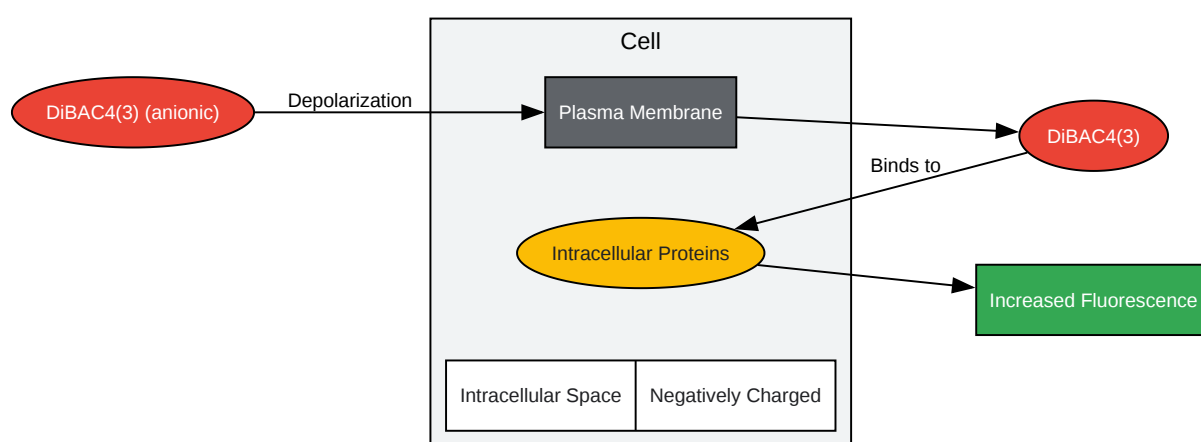 Cell
DiBAC4(3) (anionic)
Depolarization
Plasma Membrane
DiBAC4(3)
Binds to
Intracellular Proteins
Increased Fluorescence
Intracellular Space
Negatively Charged